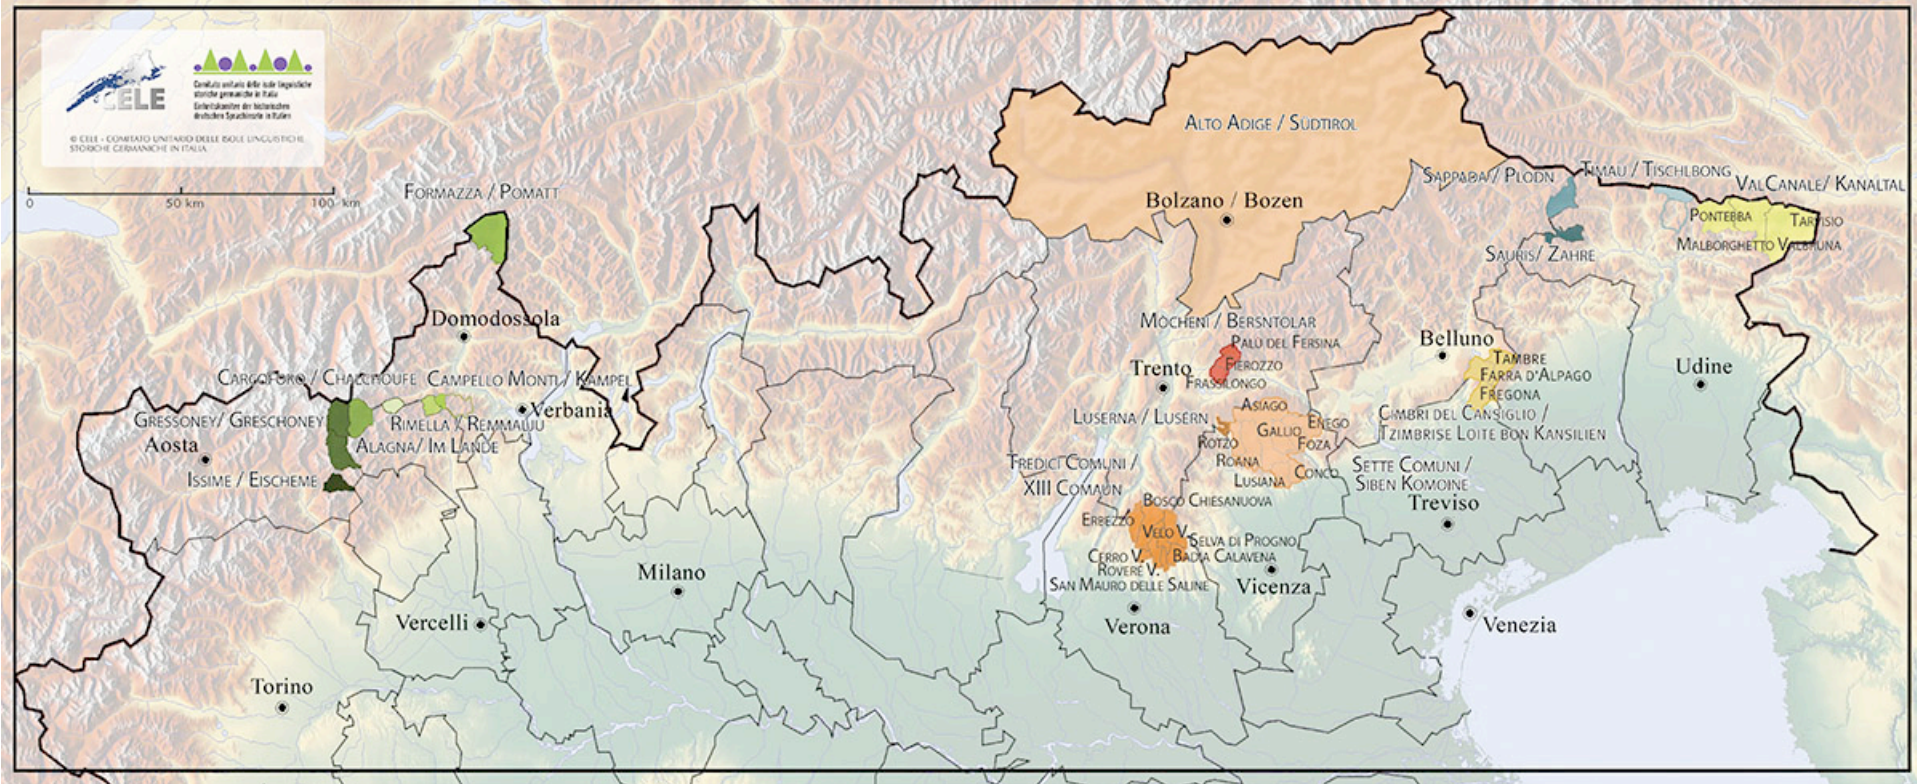 CELE
Comitato unitario delle isole linguistiche
storiche germaniche in Italia
Einheitskomitee der historischen
deutschen Sprachinseln in Italien
© CELE - COMITATO UNITARIO DELLE ISOLE LINGUISTICHE
STORICHE GERMANICHE IN ITALIA
0 50 km 100 km
FORMAZZA / POMATT
ALTO ADIGE / SÜDTIROL
Bolzano / Bozen
SAPPADA / PLODN
TIMAU / TISCHLBONG
VALCANALE/ KANALTAL
PONTEBBA
TARVISIO
MALBORGHETTO VALBRUNA
SAURIS/ ZAHRE
Domodossola
MÒCHENI / BERSNTOLAR
PALÙ DEL FERSINA
FIEROZZO
FRASSILONGO
Trento
Belluno
TAMBRE
FARRA D'ALPAGO
FREGONA
CIMBRI DEL CANSIGLIO /
TZIMBRISE LOITE BON KANSILIEN
Udine
CAMPELLO MONTI / KAMPEL
GRESSONEY/ GRESCHONEY
RIMELLA / REMMALJU
Verbania
Aosta
ALAGNA/ IM LANDE
ISSIME / EISCHEME
LUSERNA / LUSÉRN
ASIAGO
GALLIO
ENEGO
ROTZO
FOZA
ROANA
CONCO
LUSIANA
SETTE COMUNI /
SIBEN KOMOINE
TREDICI COMUNI /
XIII COMAUN
BOSCO CHIESANUOVA
ERBEZZO
VELO V.
SELVA DI PROGNO
CERRO V.
BADIA CALAVENA
ROVERÈ V.
SAN MAURO DELLE SALINE
Treviso
Milano
Vicenza
Vercelli
Verona
Venezia
Torino